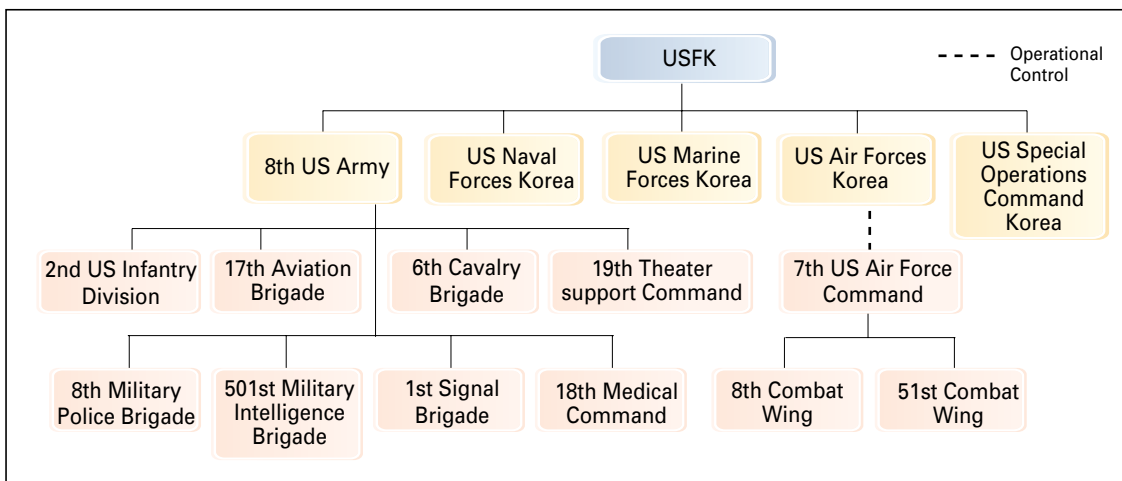 USFK
Operational
Control
8th US Army
US Naval
Forces Korea
US Marine
Forces Korea
US Air Forces
Korea
US Special
Operations
Command
Korea
2nd US Infantry
Division
17th Aviation
Brigade
6th Cavalry
Brigade
19th Theater
support Command
7th US Air Force
Command
8th Military
Police Brigade
501st Military
Intelligence
Brigade
1st Signal
Brigade
18th Medical
Command
8th Combat
Wing
51st Combat
Wing